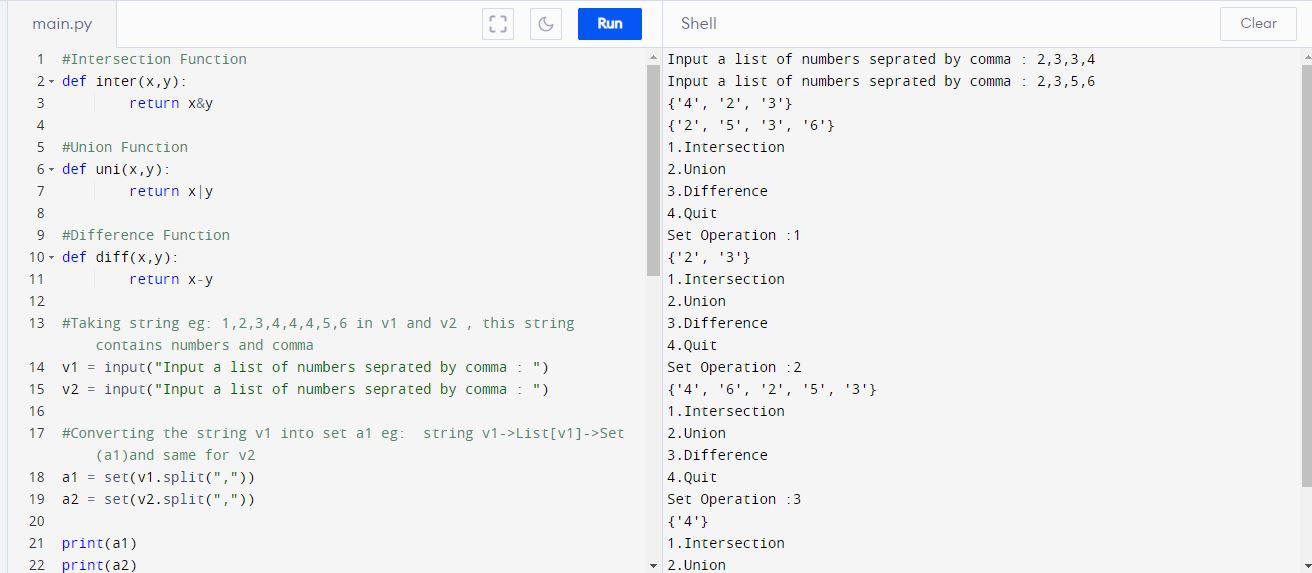 main.py
Run
1 #Intersection Function
2 def inter(x,y):
3 return x&y
4
5 #Union Function
6 def uni(x,y):
7 return x|y
8
9 #Difference Function
10 def diff(x,y):
11 return x-y
12
13 #Taking string eg: 1,2,3,4,4,4,5,6 in v1 and v2 , this string
contains numbers and comma
14 v1 = input("Input a list of numbers seprated by comma : ")
15 v2 = input("Input a list of numbers seprated by comma : ")
16
17 #Converting the string v1 into set a1 eg:  string v1->List[v1]->Set
(a1)and same for v2
18 a1 = set(v1.split(","))
19 a2 = set(v2.split(","))
20
21 print(a1)
22 print(a2)
Shell
Clear
Input a list of numbers seprated by comma : 2,3,3,4
Input a list of numbers seprated by comma : 2,3,5,6
{'4', '2', '3'}
{'2', '5', '3', '6'}
1.Intersection
2.Union
3.Difference
4.Quit
Set Operation :1
{'2', '3'}
1.Intersection
2.Union
3.Difference
4.Quit
Set Operation :2
{'4', '6', '2', '5', '3'}
1.Intersection
2.Union
3.Difference
4.Quit
Set Operation :3
{'4'}
1.Intersection
2.Union